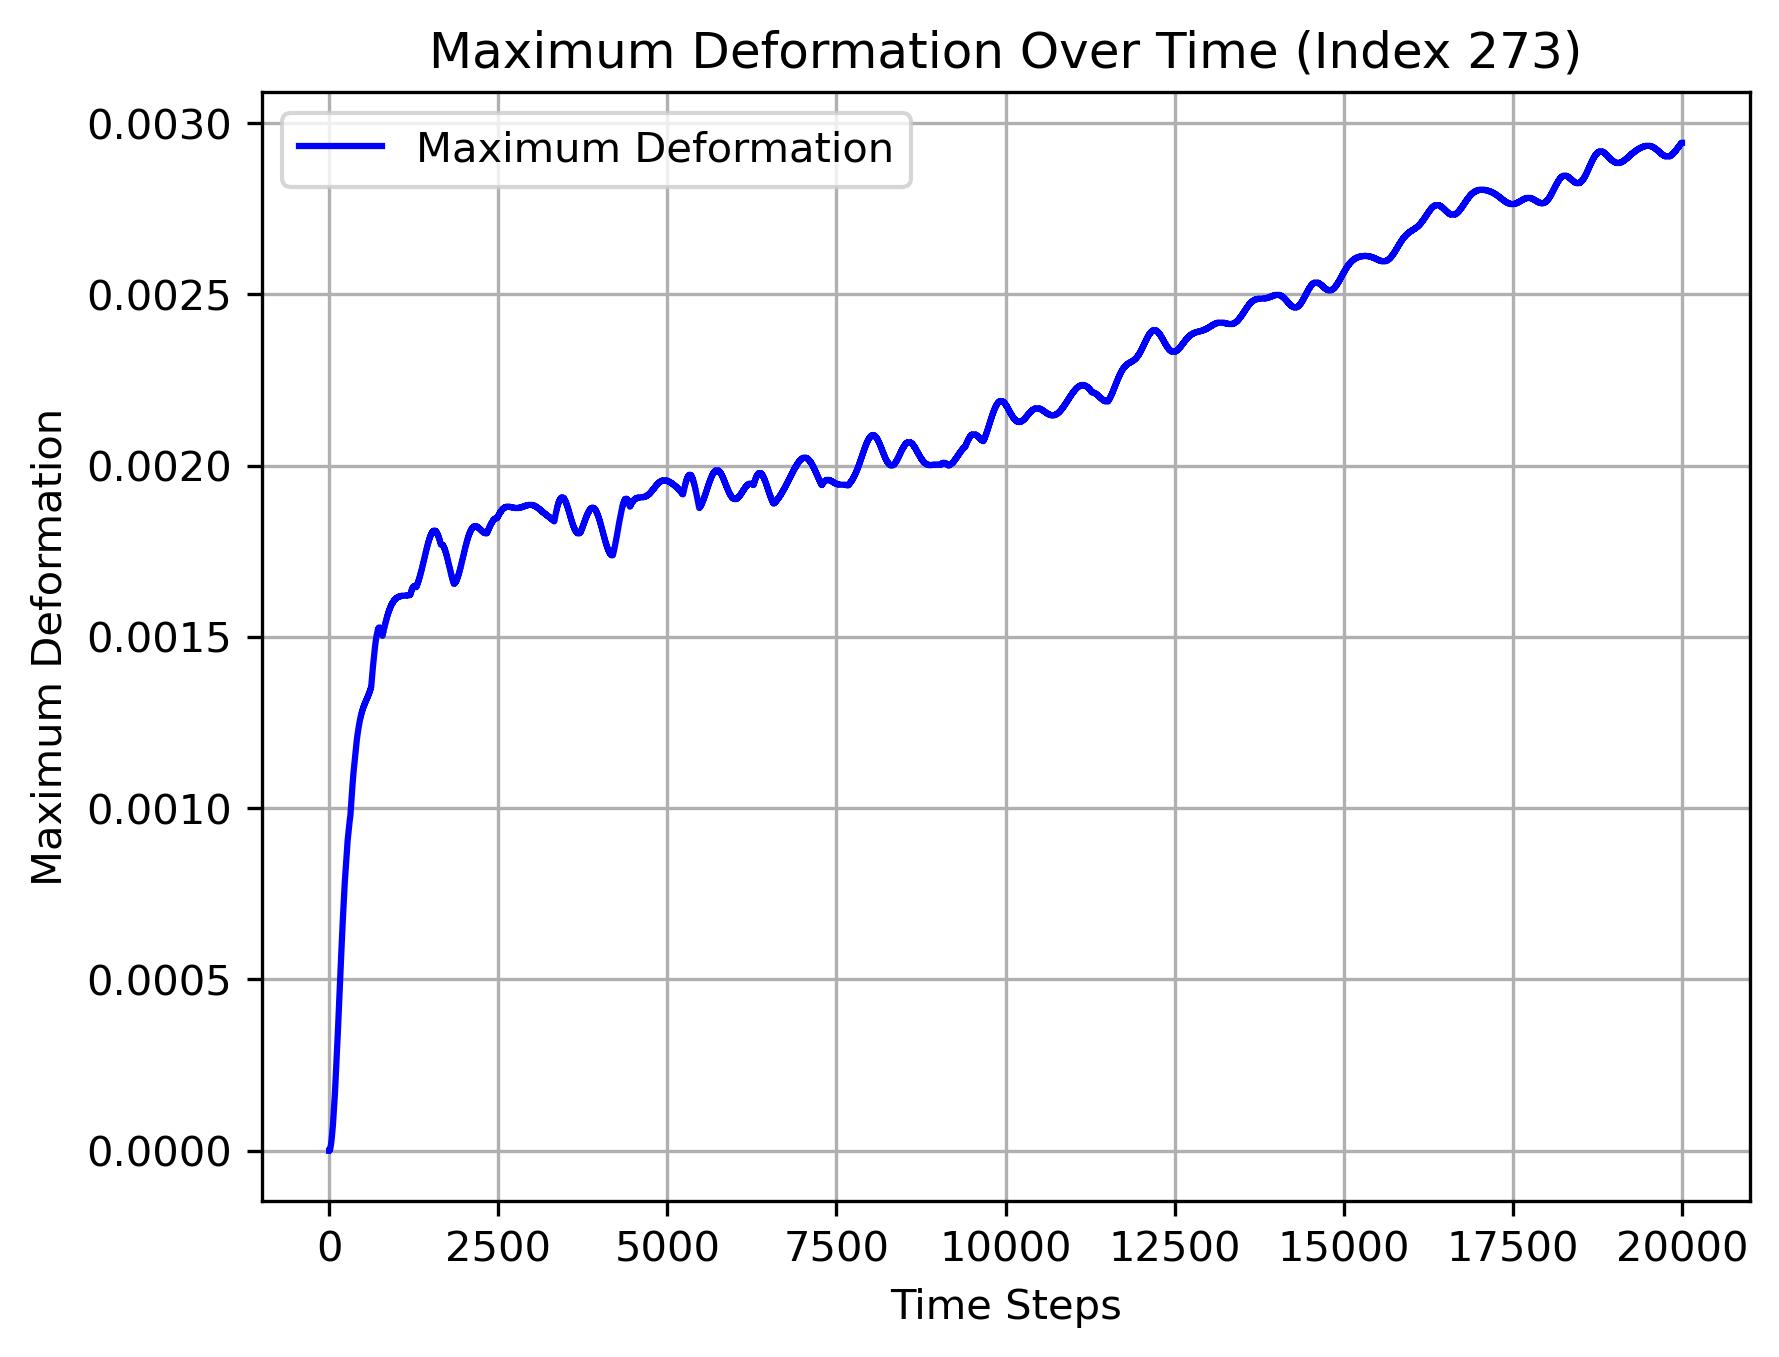 Maximum Deformation Over Time (Index 273)
Maximum Deformation
0.0030
0.0025
0.0020
0.0015
0.0010
0.0005
0.0000
Maximum Deformation
0 2500 5000 7500 10000 12500 15000 17500 20000
Time Steps